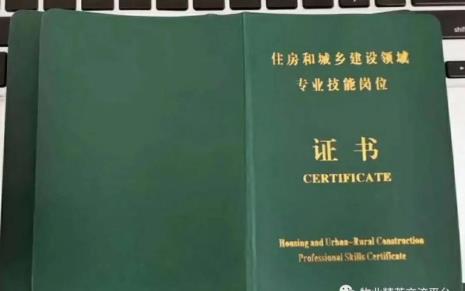 住房和城乡建设领域
专业技能岗位
证书
CERTIFICATE
Housing and Urban-Rural Construction
Professional Skills Certificate